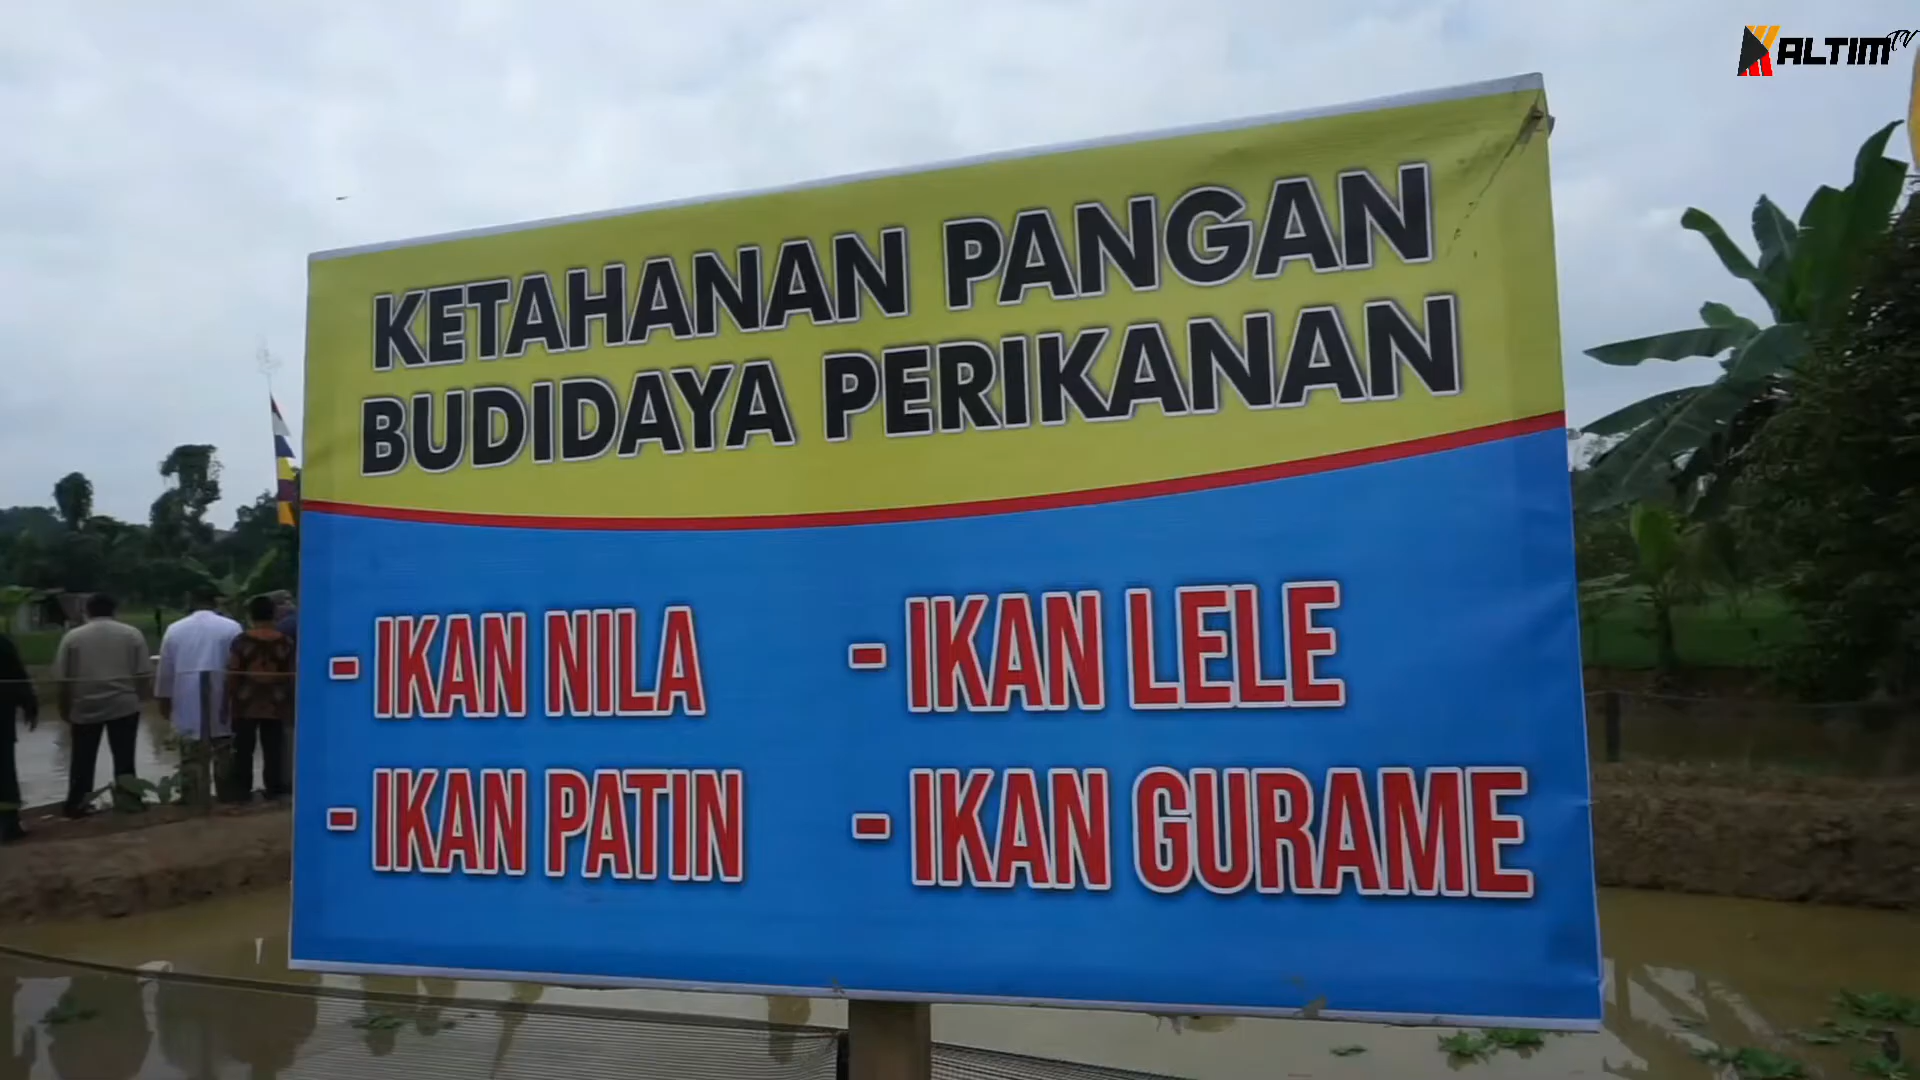 KALTIM TV
KETAHANAN PANGAN
BUDIDAYA PERIKANAN
- IKAN NILA
- IKAN LELE
- IKAN PATIN
- IKAN GURAME